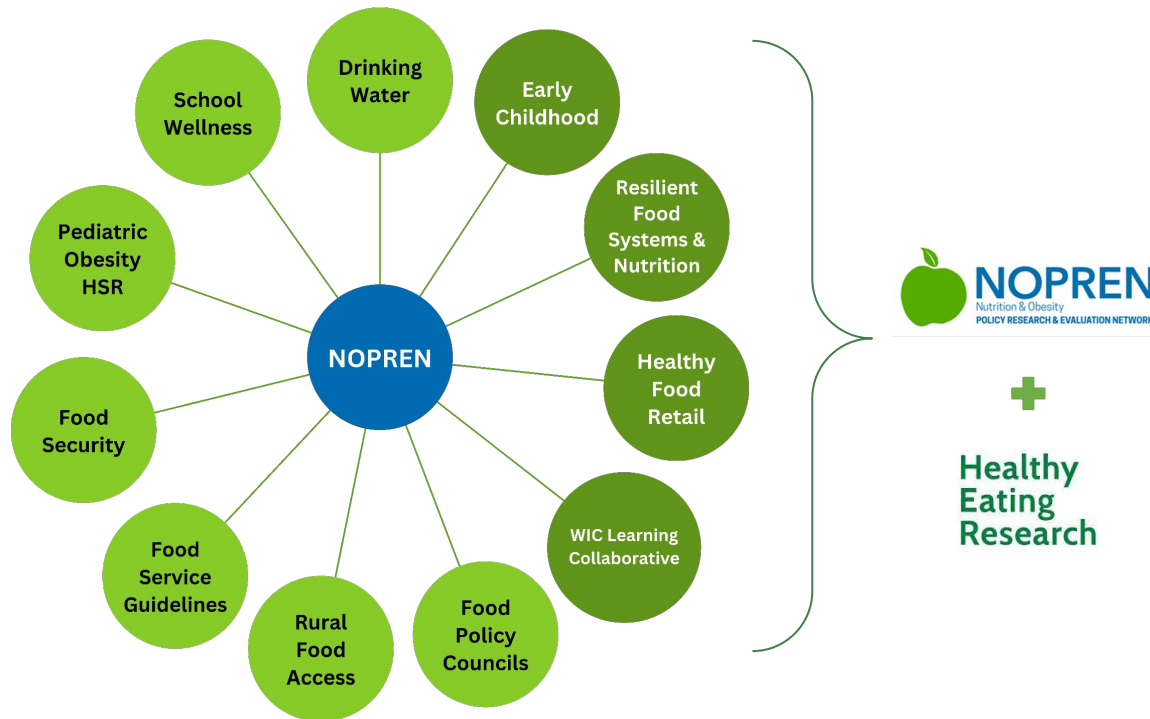 Drinking
Water
Early
Childhood
Resilient
Food
Systems &
Nutrition
Healthy
Food
Retail
WIC Learning
Collaborative
Food
Policy
Councils
Rural
Food
Access
Food
Service
Guidelines
Food
Security
Pediatric
Obesity
HSR
School
Wellness
NOPREN
NOPREN
Nutrition & Obesity
POLICY RESEARCH & EVALUATION NETWORK
Healthy
Eating
Research